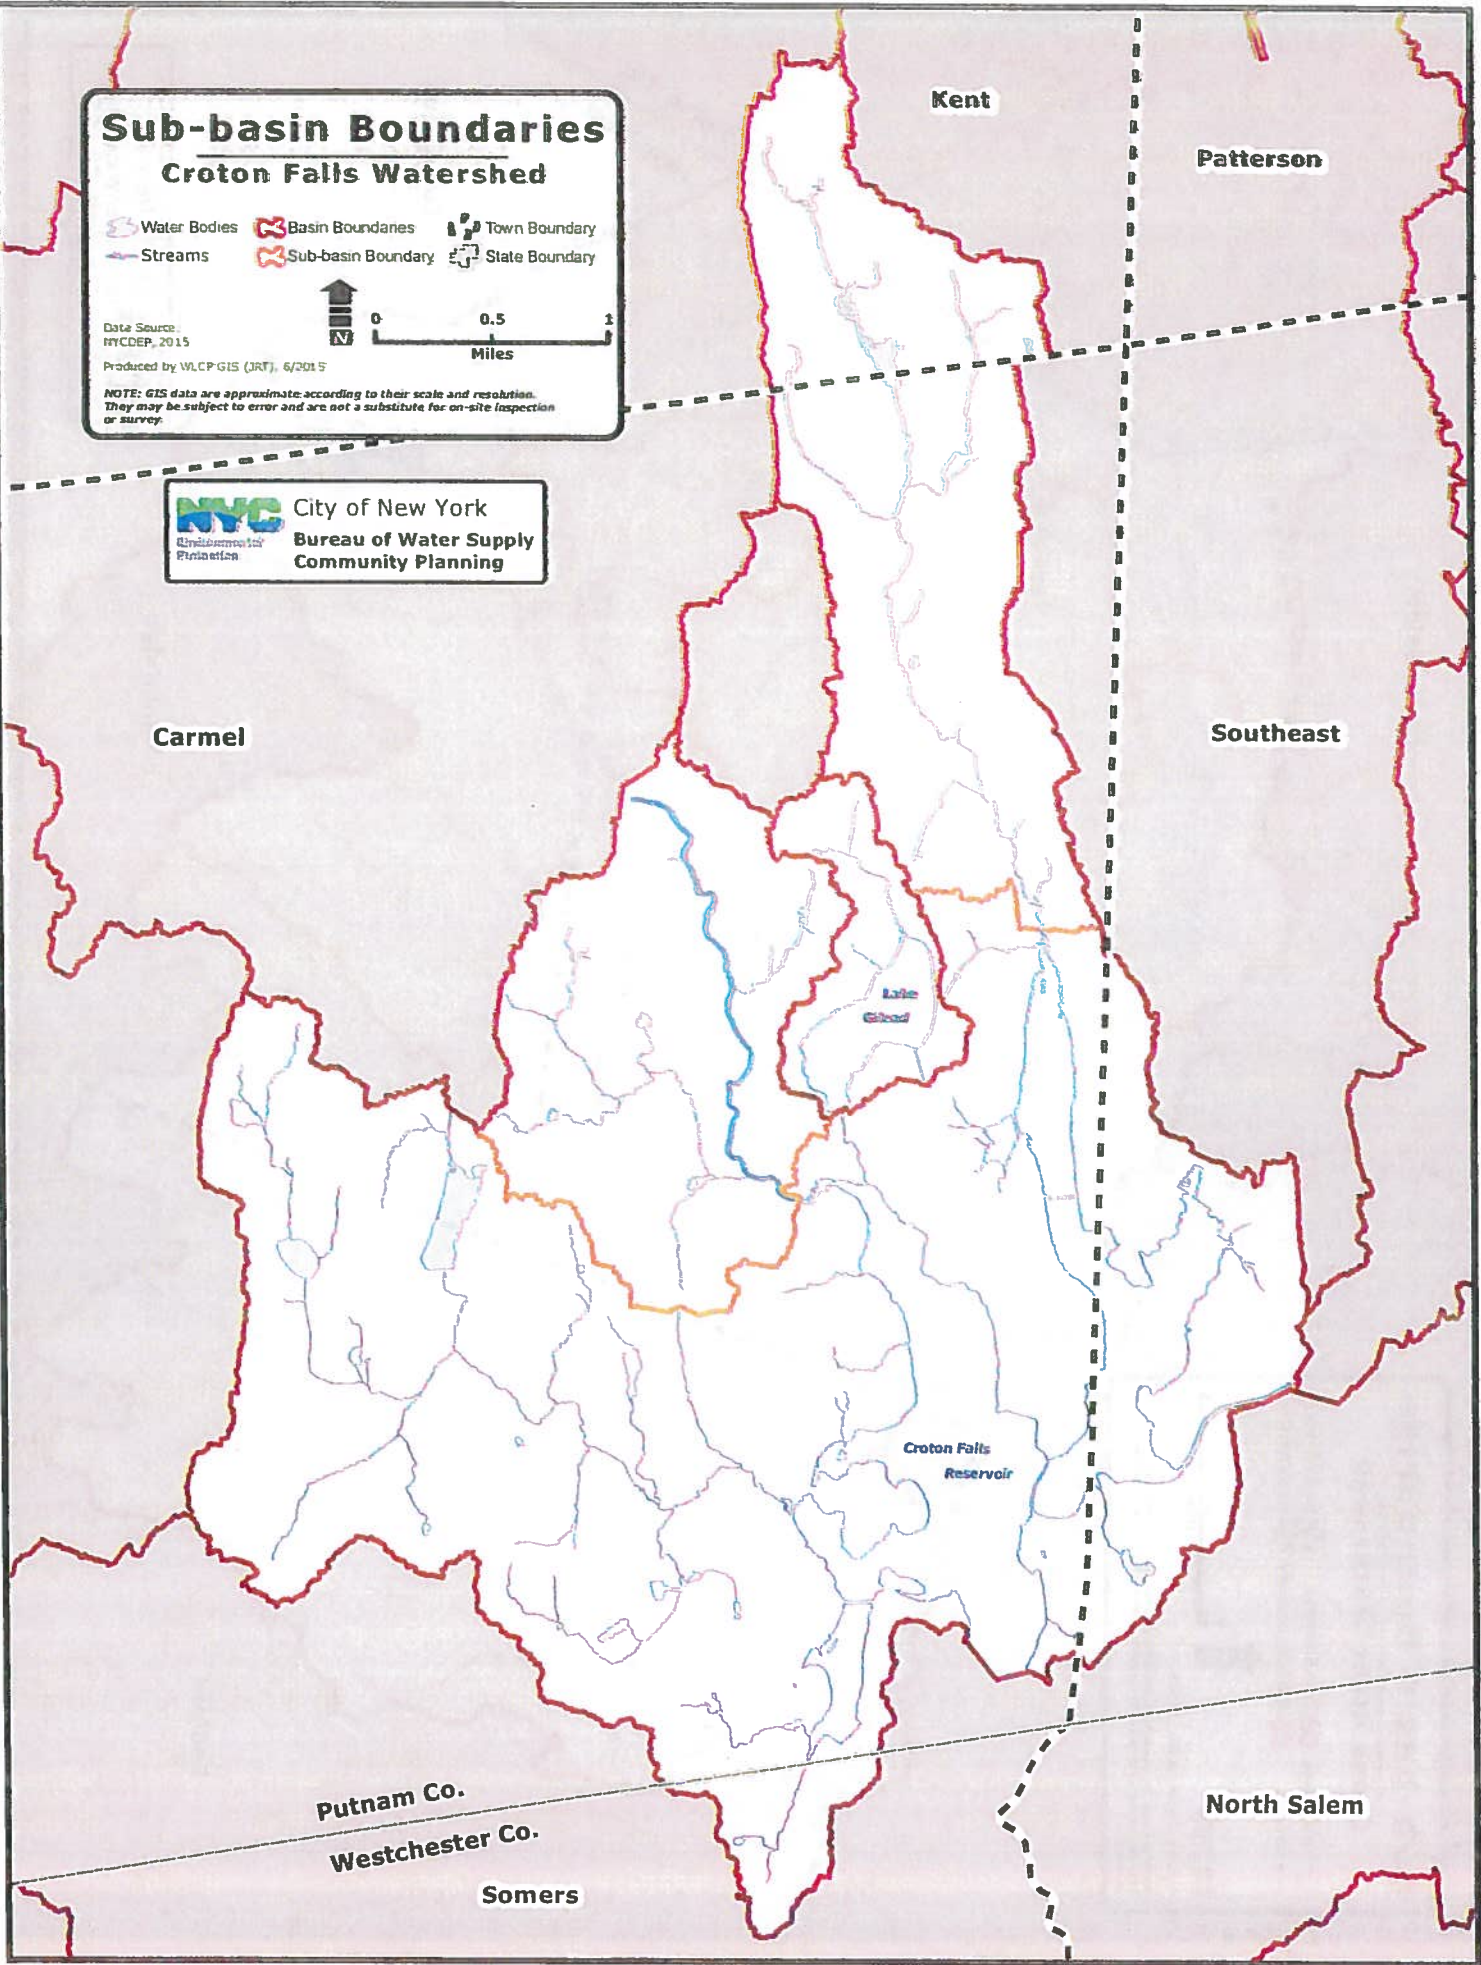 Kent
Patterson
Sub-basin Boundaries
Croton Falls Watershed
Water Bodies
Basin Boundaries
Town Boundary
Streams
Sub-basin Boundary
State Boundary
N
0 0.5 1
Miles
Data Source:
NYCDEP, 2015
Produced by WLCP GIS (JRT), 6/2015
NOTE: GIS data are approximate according to their scale and resolution.
They may be subject to error and are not a substitute for on-site inspection
or survey.
NYC
Environmental
Protection
City of New York
Bureau of Water Supply
Community Planning
Carmel
Southeast
Lake
Gilead
Croton Falls
Reservoir
Putnam Co.
Westchester Co.
Somers
North Salem